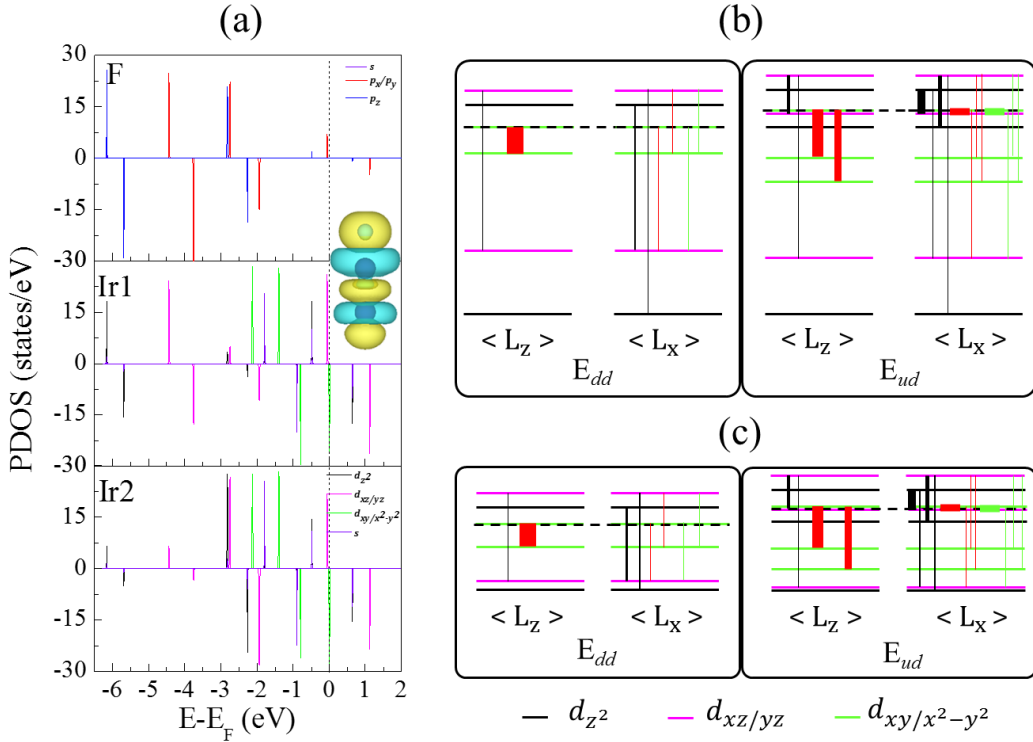 (a)
F
s
p_x/p_y
p_z
30
15
0
-15
30
Ir1
15
0
-15
-30
Ir2
d_z²
d_xz/yz
d_xy/x²-y²
s
15
0
-15
-30
-6 -5 -4 -3 -2 -1 0 1 2
E-E_F (eV)
PDOS (states/eV)
(b)
< L_z > < L_x >
E_dd
< L_z > < L_x >
E_ud
(c)
< L_z > < L_x >
E_dd
< L_z > < L_x >
E_ud
d_z² d_xz/yz d_xy/x²−y²